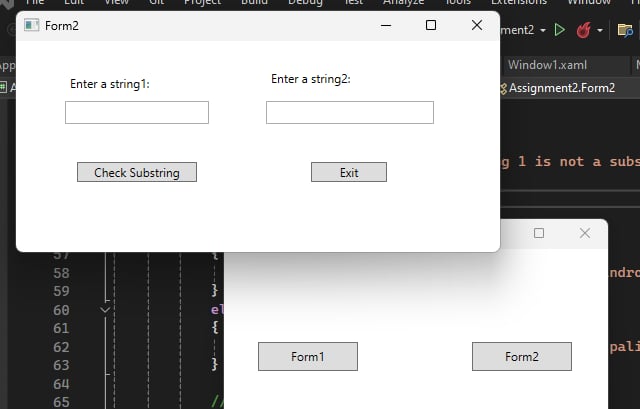 File Edit View Git Project Build Debug Test Analyze Tools Extensions Window
Form2
ment2
Window1.xaml
Assignment2.Form2
Enter a string1:
Enter a string2:
g 1 is not a subs
Check Substring
Exit
57 {
58
59 }
60 el
61 {
62
63 }
64
65 //
ndro
pali
Form1
Form2